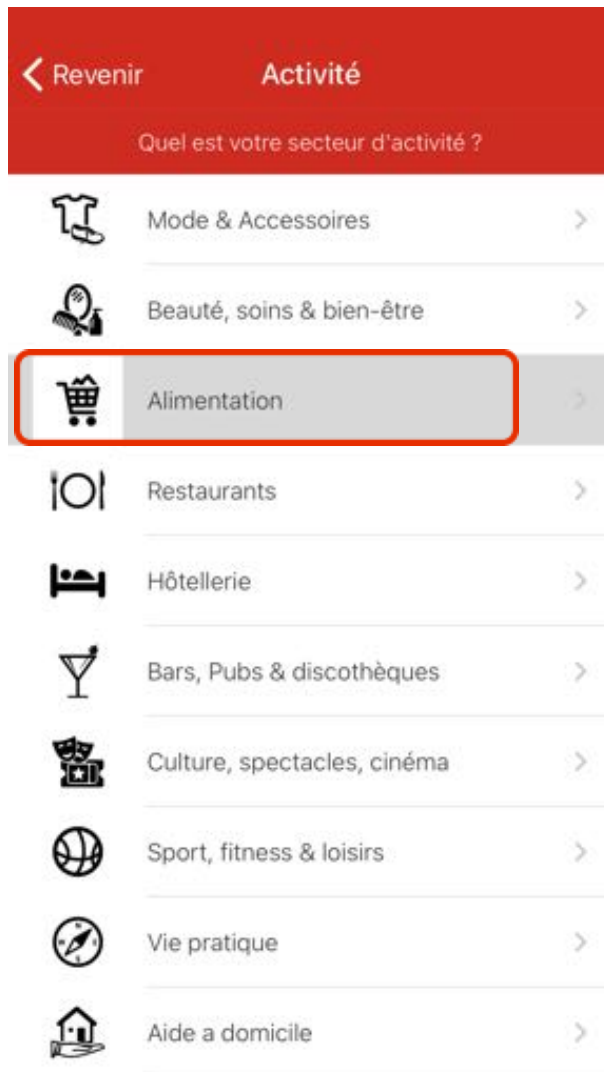 Revenir
Activité
Quel est votre secteur d'activité ?
Mode & Accessoires
Beauté, soins & bien-être
Alimentation
Restaurants
Hôtellerie
Bars, Pubs & discothèques
Culture, spectacles, cinéma
Sport, fitness & loisirs
Vie pratique
Aide a domicile